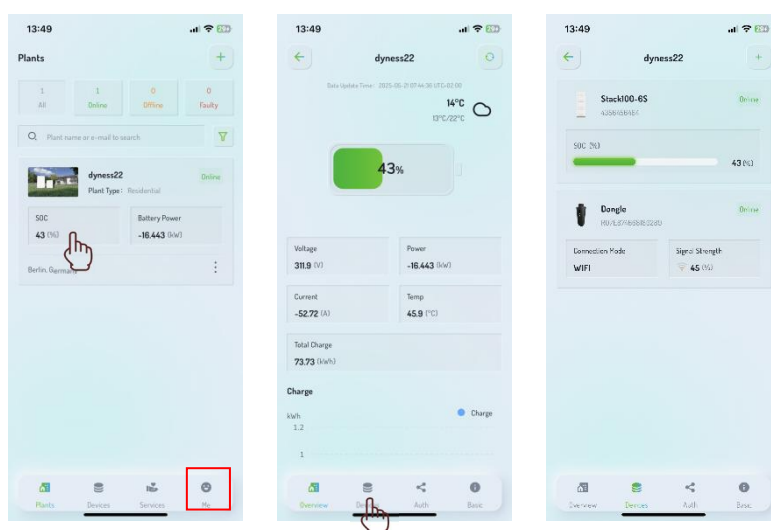 13:49
Plants
+
1
All
1
Online
0
Offline
0
Faulty
Plant name or e-mail to search
dyness22
Online
Plant Type: Residential
SOC
43 (%)
Battery Power
-16.443 (kW)
Berlin, Germany
Plants
Devices
Services
Me
13:49
dyness22
Data Update Time:
14°C
13°C/22°C
43%
Voltage
311.9 (V)
Power
-16.443 (kW)
Current
-52.72 (A)
Temp
45.9 (°C)
Total Charge
73.73 (kWh)
Charge
kWh
Charge
1.2
1
Overview
Devices
Auth
Basic
13:49
dyness22
+
Stack100-6S
Online
SOC (%)
43 (%)
Dongle
Online
Connection Mode
WIFI
Signal Strength
45 (%)
Overview
Devices
Auth
Basic